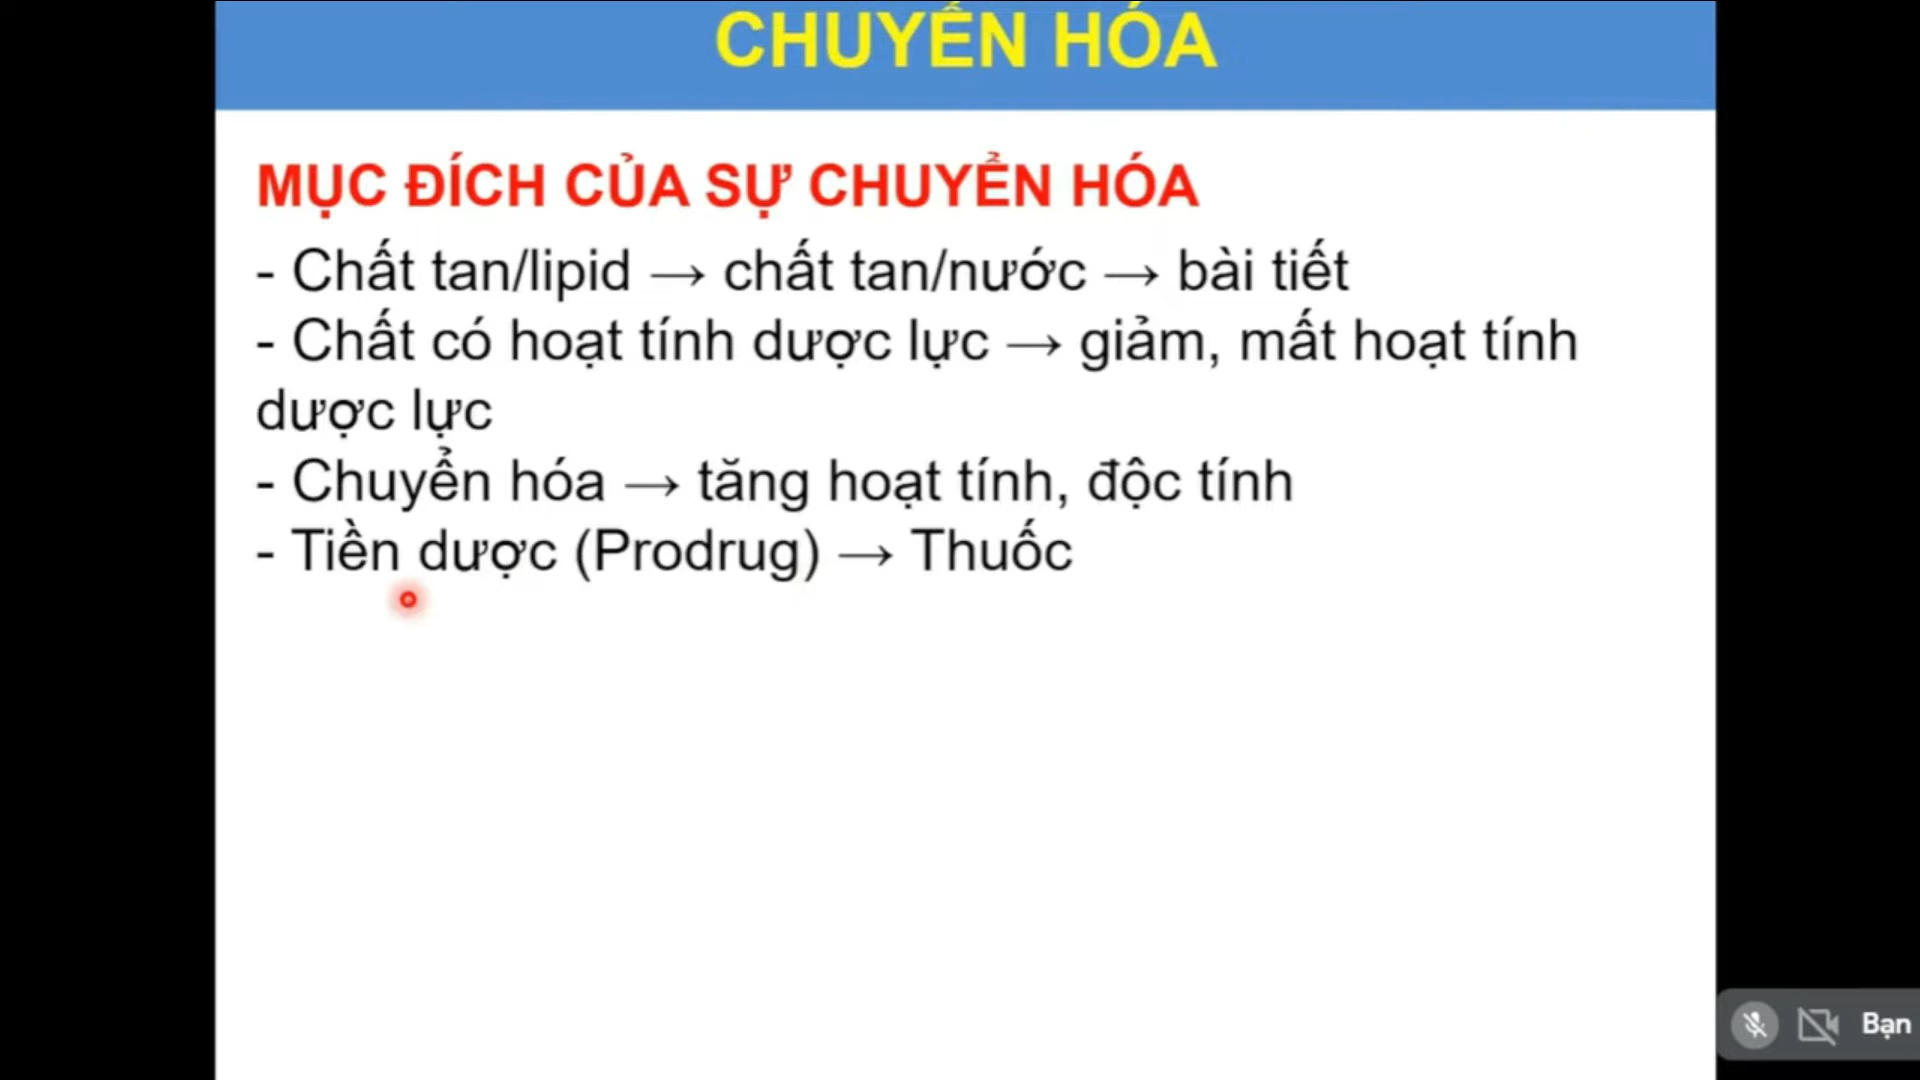 CHUYỂN HÓA
MỤC ĐÍCH CỦA SỰ CHUYỂN HÓA
- Chất tan/lipid → chất tan/nước → bài tiết
- Chất có hoạt tính dược lực → giảm, mất hoạt tính
dược lực
- Chuyển hóa → tăng hoạt tính, độc tính
- Tiền dược (Prodrug) → Thuốc
Bạn